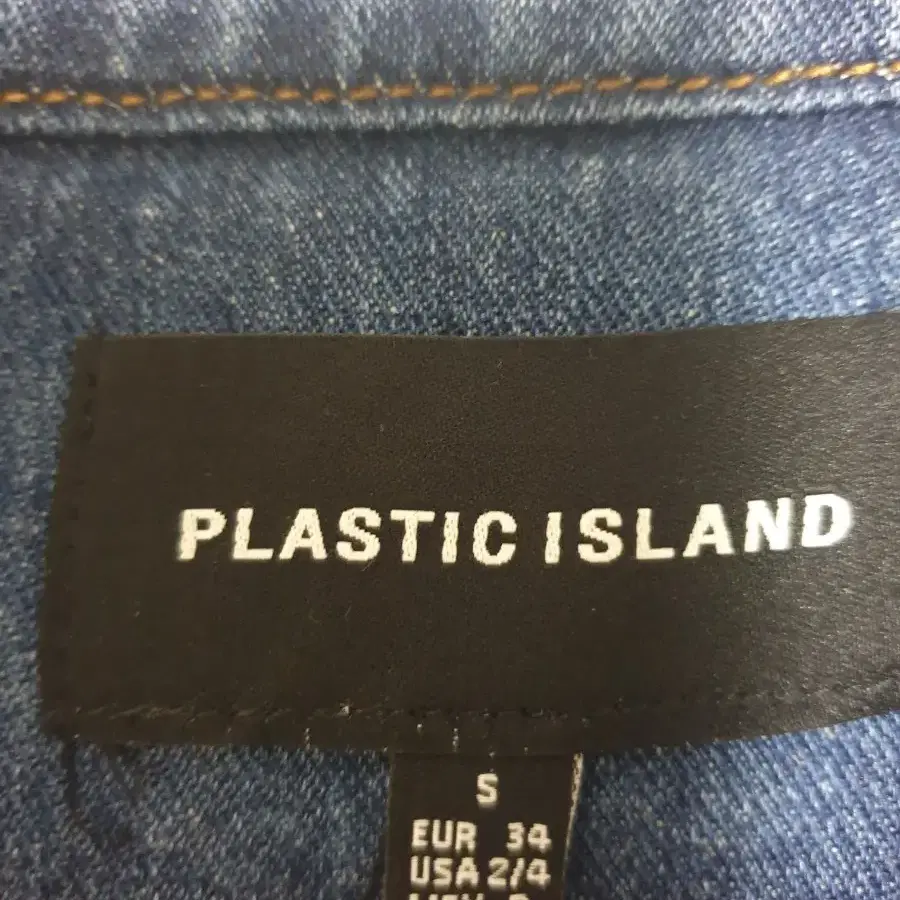 PLASTIC ISLAND
S
EUR 34
USA 2/4